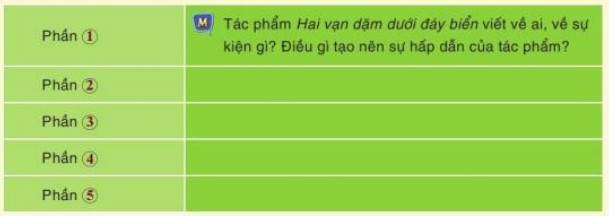 Phần ①
M Tác phẩm Hai vạn dặm dưới đáy biển viết về ai, về sự
kiện gì? Điều gì tạo nên sự hấp dẫn của tác phẩm?
Phần ②
Phần ③
Phần ④
Phần ⑤